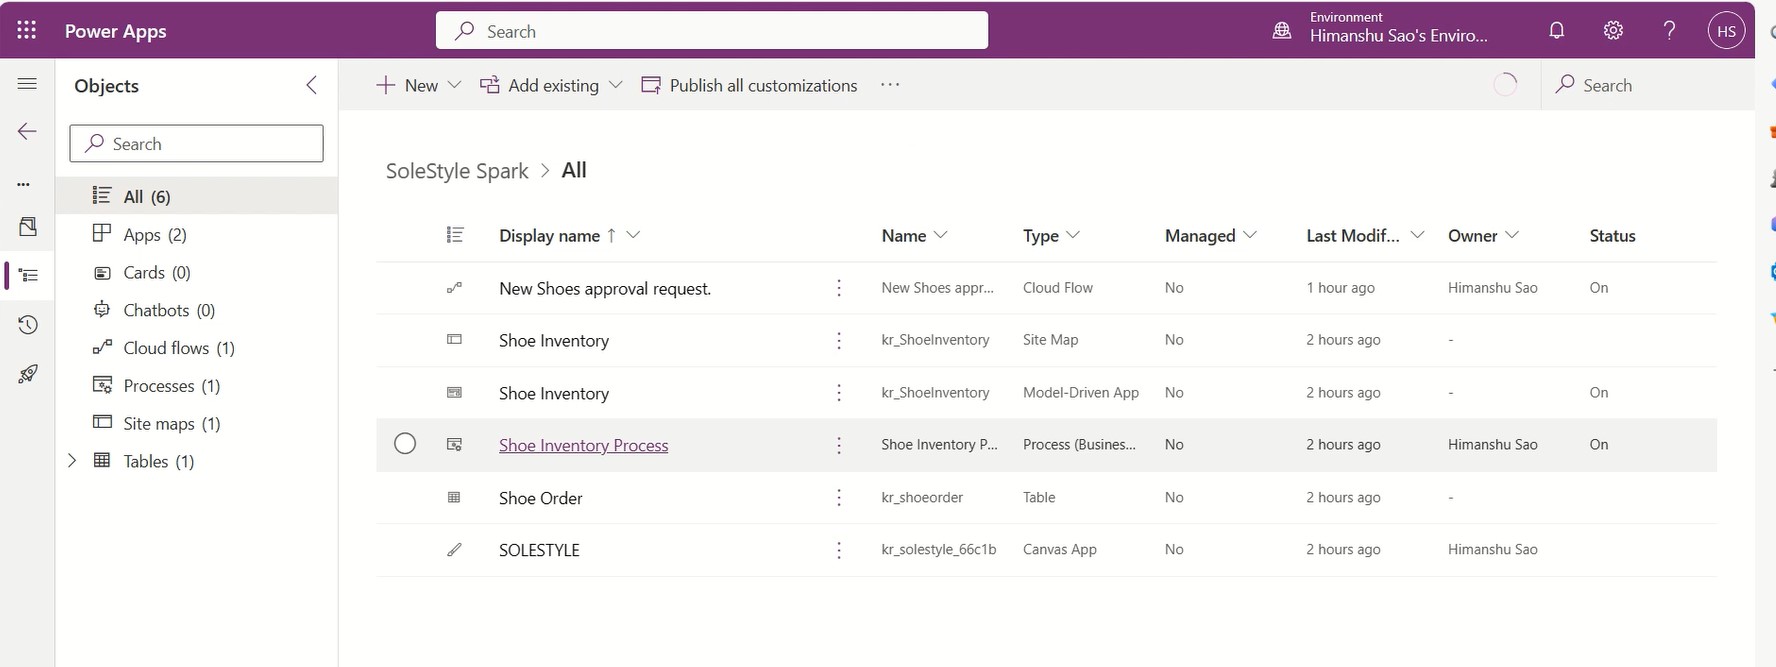 Power Apps
Search
Environment
Himanshu Sao's Enviro...
?
HS
Objects
New
Add existing
Publish all customizations
...
Search
Search
SoleStyle Spark > All
All (6)
Apps (2)
Cards (0)
Chatbots (0)
Cloud flows (1)
Processes (1)
Site maps (1)
Tables (1)
Display name ↑ Name Type Managed Last Modif... Owner Status
New Shoes approval request. New Shoes appr... Cloud Flow No 1 hour ago Himanshu Sao On
Shoe Inventory kr_ShoeInventory Site Map No 2 hours ago -
Shoe Inventory kr_ShoeInventory Model-Driven App No 2 hours ago - On
Shoe Inventory Process Shoe Inventory P... Process (Busines... No 2 hours ago Himanshu Sao On
Shoe Order kr_shoeorder Table No 2 hours ago -
SOLESTYLE kr_solestyle_66c1b Canvas App No 2 hours ago Himanshu Sao